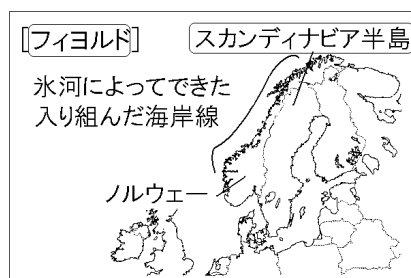 [フィヨルド]
スカンディナビア半島
氷河によってできた
入り組んだ海岸線
ノルウェー